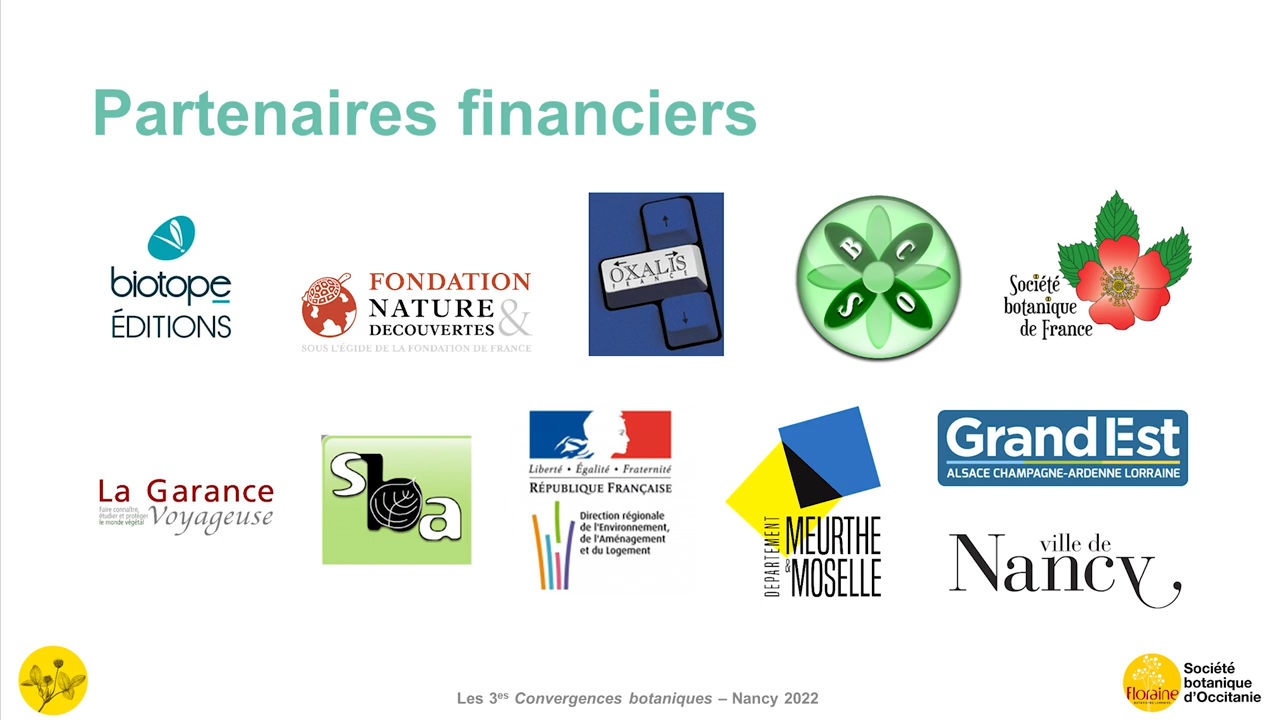 Partenaires financiers
biotope
ÉDITIONS
FONDATION
NATURE &
DECOUVERTES
SOUS L'ÉGIDE DE LA FONDATION DE FRANCE
OXALIS
FRANCE
B C
S O
Société
botanique
de France
La Garance
Voyageuse
Faire connaître,
étudier et protéger
le monde végétal
sba
Liberté • Égalité • Fraternité
RÉPUBLIQUE FRANÇAISE
Direction régionale
de l'Environnement,
de l'Aménagement
et du Logement
DEPARTEMENT
MEURTHE
& MOSELLE
Grand Est
ALSACE CHAMPAGNE-ARDENNE LORRAINE
ville de
Nancy
Les 3es Convergences botaniques – Nancy 2022
Floraine
Société
botanique
d'Occitanie